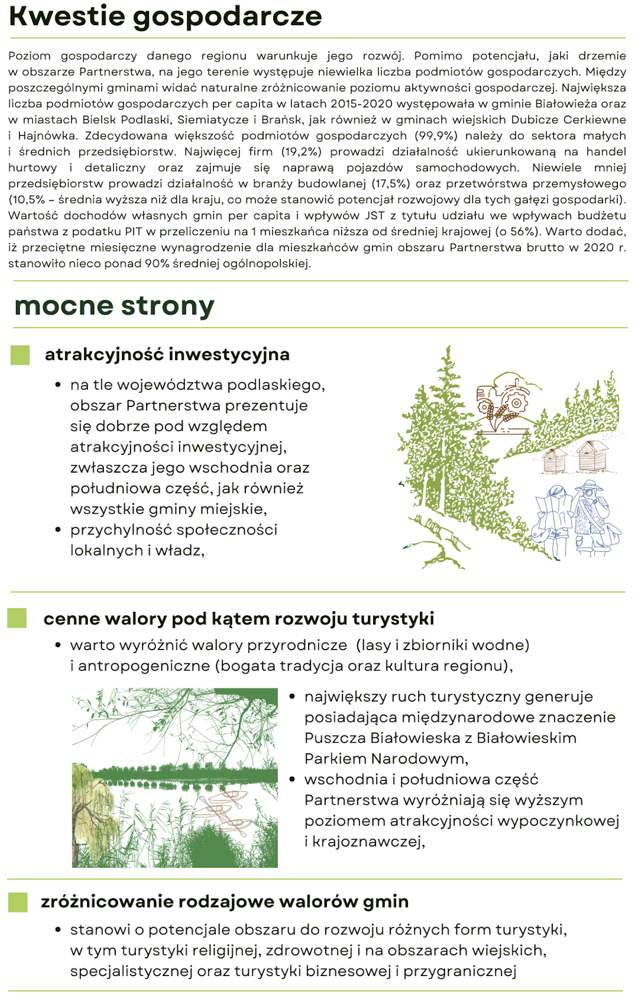 Kwestie gospodarcze
Poziom gospodarczy danego regionu warunkuje jego rozwój. Pomimo potencjału, jaki drzemie
w obszarze Partnerstwa, na jego terenie występuje niewielka liczba podmiotów gospodarczych. Między
poszczególnymi gminami widać naturalne zróżnicowanie poziomu aktywności gospodarczej. Największa
liczba podmiotów gospodarczych per capita w latach 2015-2020 występowała w gminie Białowieża oraz
w miastach Bielsk Podlaski, Siemiatycze i Brańsk, jak również w gminach wiejskich Dubicze Cerkiewne
i Hajnówka. Zdecydowana większość podmiotów gospodarczych (99,9%) należy do sektora małych
i średnich przedsiębiorstw. Najwięcej firm (19,2%) prowadzi działalność ukierunkowaną na handel
hurtowy i detaliczny oraz zajmuje się naprawą pojazdów samochodowych. Niewiele mniej
przedsiębiorstw prowadzi działalność w branży budowlanej (17,5%) oraz przetwórstwa przemysłowego
(10,5% – średnia wyższa niż dla kraju, co może stanowić potencjał rozwojowy dla tych gałęzi gospodarki).
Wartość dochodów własnych gmin per capita i wpływów JST z tytułu udziału we wpływach budżetu
państwa z podatku PIT w przeliczeniu na 1 mieszkańca niższa od średniej krajowej (o 56%). Warto dodać,
iż przeciętne miesięczne wynagrodzenie dla mieszkańców gmin obszaru Partnerstwa brutto w 2020 r.
stanowiło nieco ponad 90% średniej ogólnopolskiej.
mocne strony
atrakcyjność inwestycyjna
• na tle województwa podlaskiego,
obszar Partnerstwa prezentuje
się dobrze pod względem
atrakcyjności inwestycyjnej,
zwłaszcza jego wschodnia oraz
południowa część, jak również
wszystkie gminy miejskie,
• przychylność społeczności
lokalnych i władz,
cenne walory pod kątem rozwoju turystyki
• warto wyróżnić walory przyrodnicze (lasy i zbiorniki wodne)
i antropogeniczne (bogata tradycja oraz kultura regionu),
• największy ruch turystyczny generuje
posiadająca międzynarodowe znaczenie
Puszcza Białowieska z Białowieskim
Parkiem Narodowym,
• wschodnia i południowa część
Partnerstwa wyróżniają się wyższym
poziomem atrakcyjności wypoczynkowej
i krajoznawczej,
zróżnicowanie rodzajowe walorów gmin
• stanowi o potencjale obszaru do rozwoju różnych form turystyki,
w tym turystyki religijnej, zdrowotnej i na obszarach wiejskich,
specjalistycznej oraz turystyki biznesowej i przygranicznej